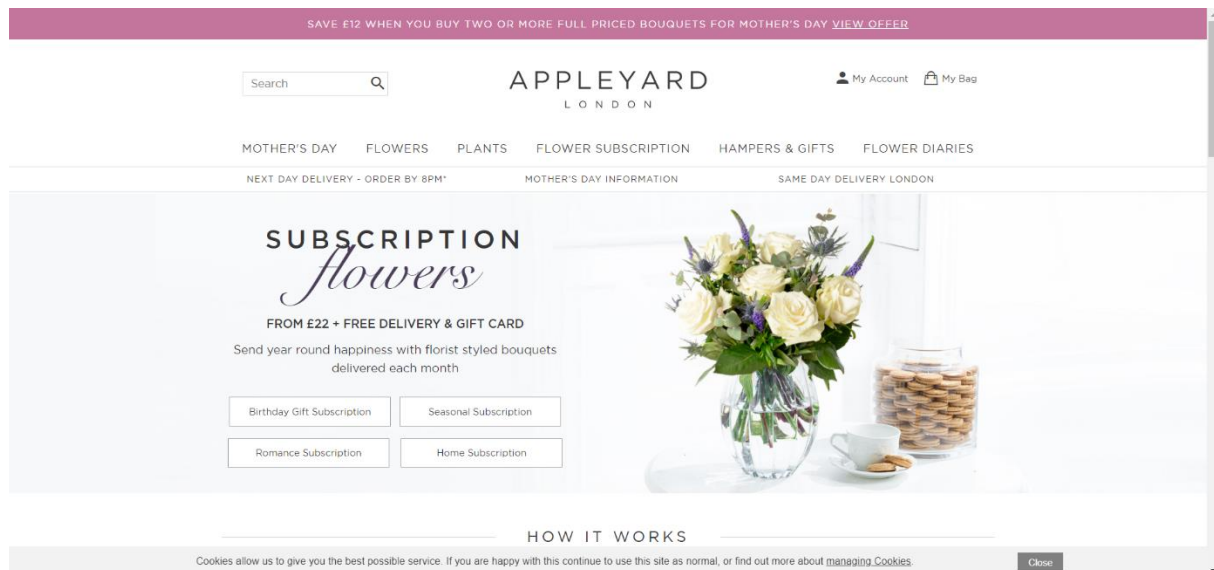 SAVE £12 WHEN YOU BUY TWO OR MORE FULL PRICED BOUQUETS FOR MOTHER'S DAY VIEW OFFER
Search
APPLEYARD
LONDON
My Account My Bag
MOTHER'S DAY FLOWERS PLANTS FLOWER SUBSCRIPTION HAMPERS & GIFTS FLOWER DIARIES
NEXT DAY DELIVERY - ORDER BY 8PM* MOTHER'S DAY INFORMATION SAME DAY DELIVERY LONDON
SUBSCRIPTION
flowers
FROM £22 + FREE DELIVERY & GIFT CARD
Send year round happiness with florist styled bouquets
delivered each month
Birthday Gift Subscription Seasonal Subscription
Romance Subscription Home Subscription
HOW IT WORKS
Cookies allow us to give you the best possible service. If you are happy with this continue to use this site as normal, or find out more about managing Cookies. Close